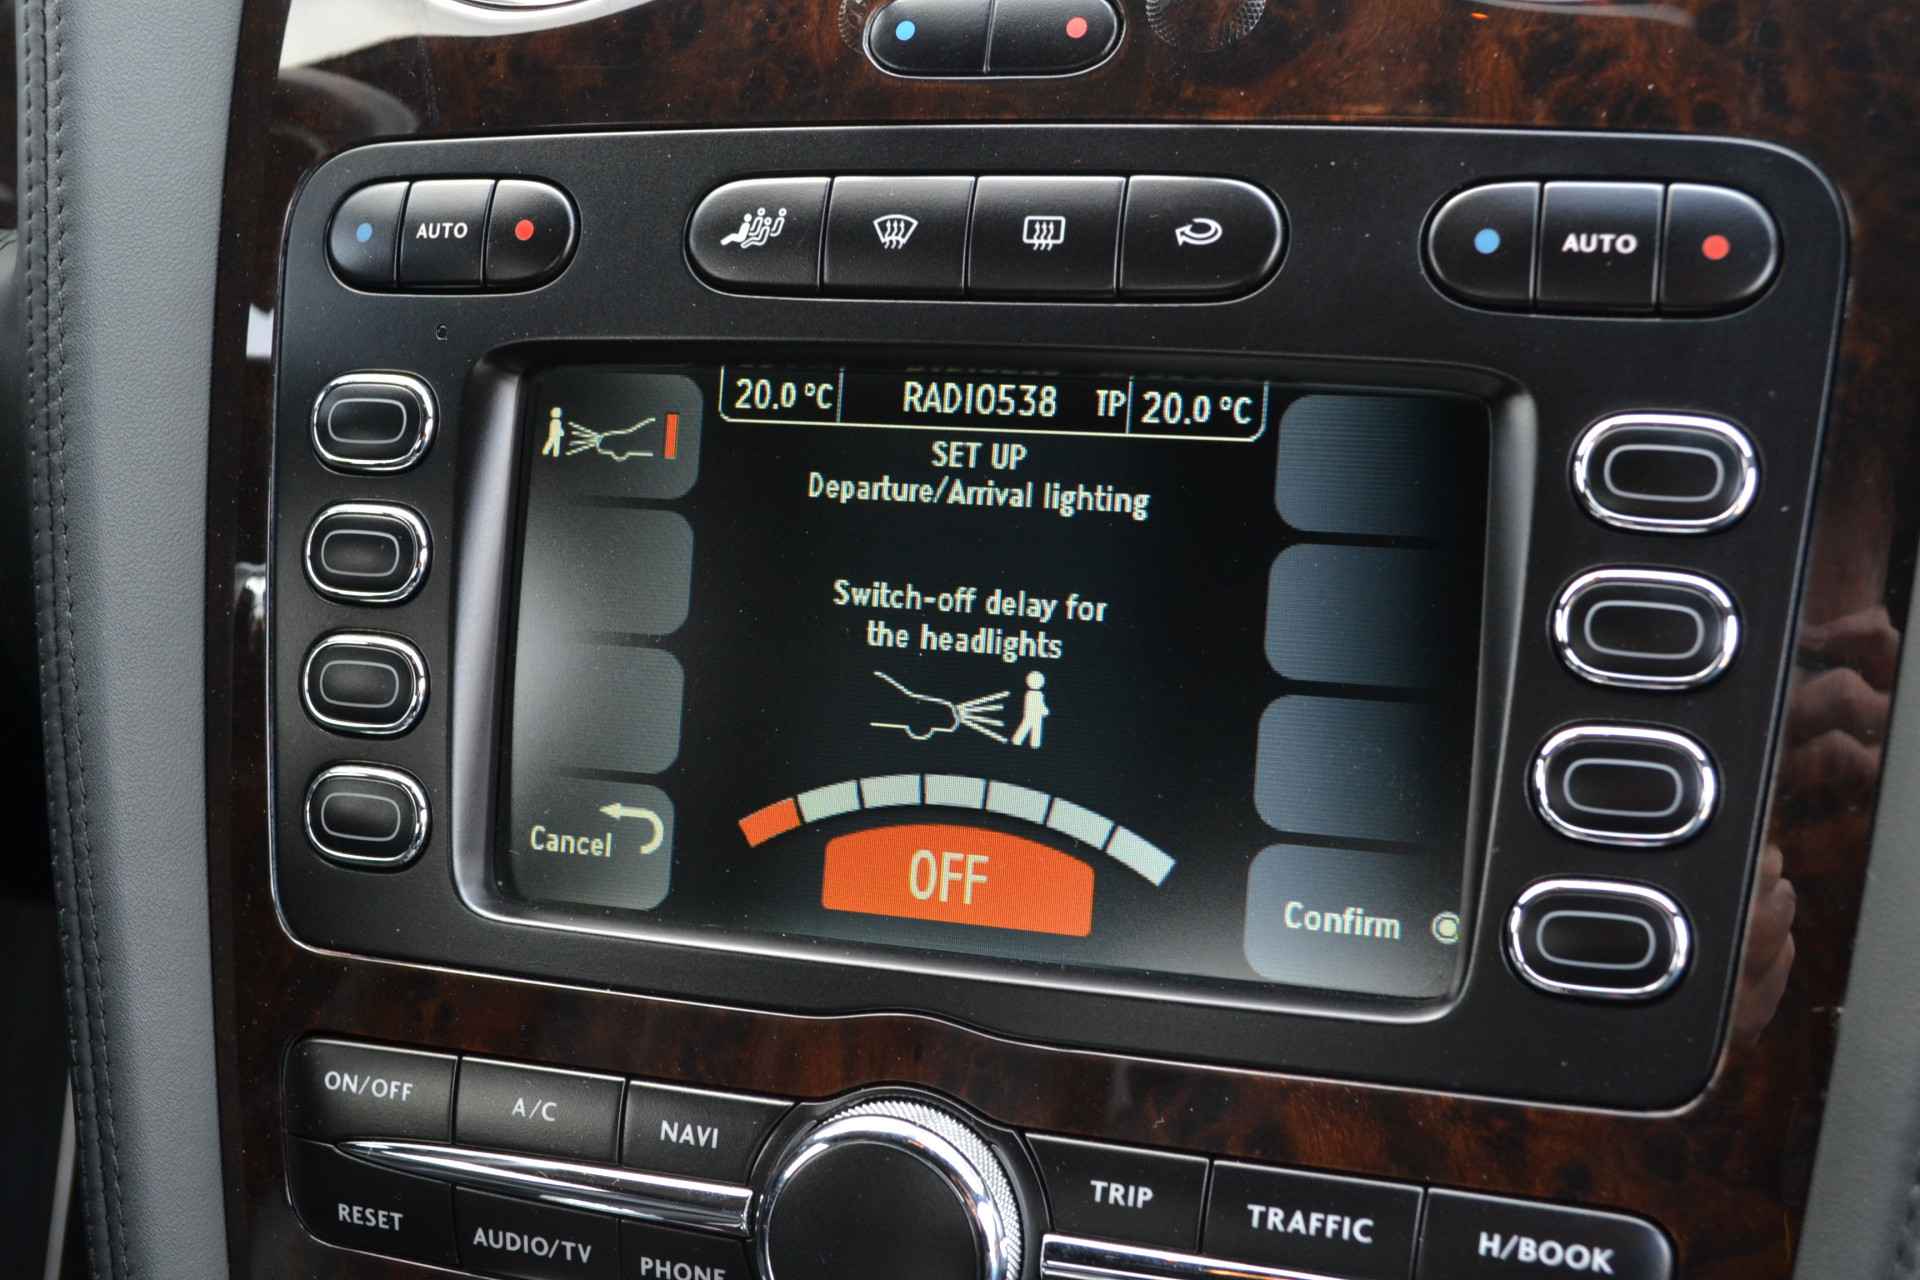 AUTO
AUTO
20.0 °C
RADIO538
TP
20.0 °C
SET UP
Departure/Arrival lighting
Switch-off delay for
the headlights
OFF
Cancel
Confirm
ON/OFF
A/C
NAVI
TRIP
TRAFFIC
H/BOOK
RESET
AUDIO/TV
PHONE